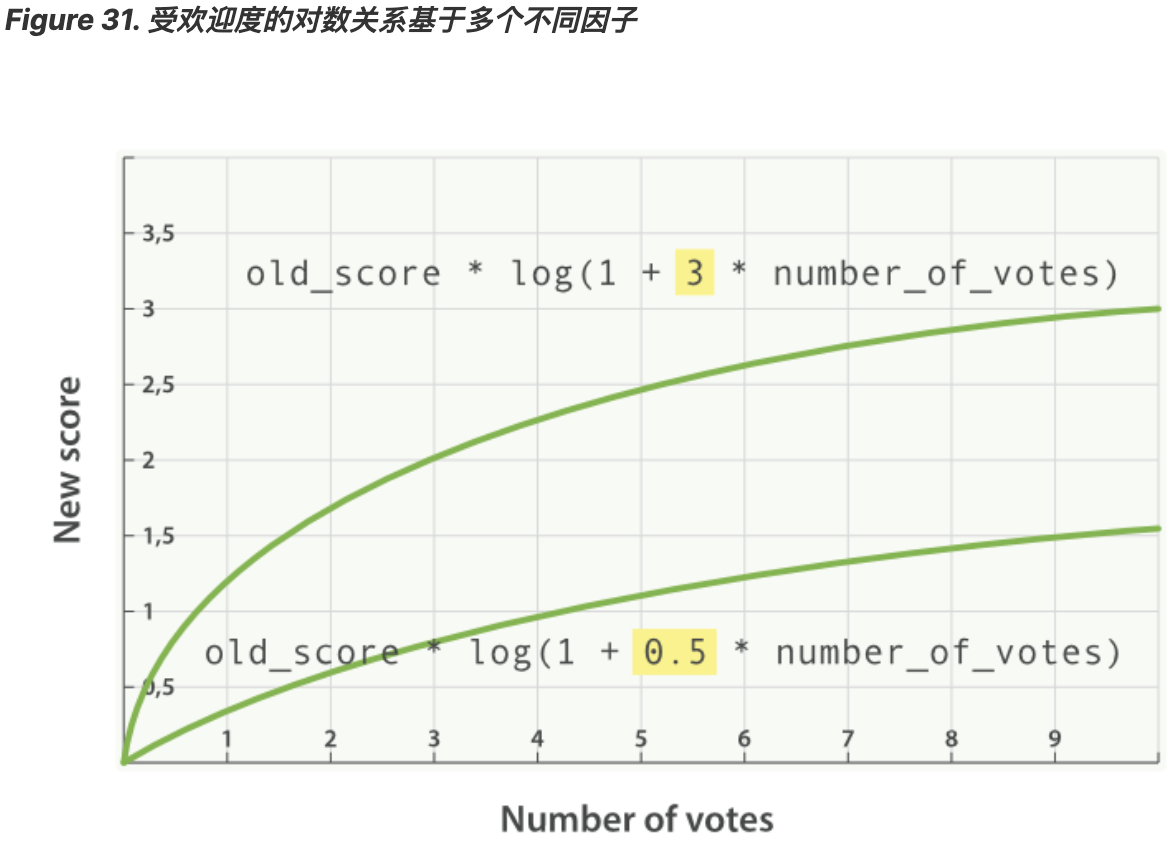 Figure 31. 受欢迎度的对数关系基于多个不同因子
3,5
old_score * log(1 + 3 * number_of_votes)
3
2,5
2
1,5
1
old_score * log(1 + 0.5 * number_of_votes)
0,5
New score
1 2 3 4 5 6 7 8 9
Number of votes